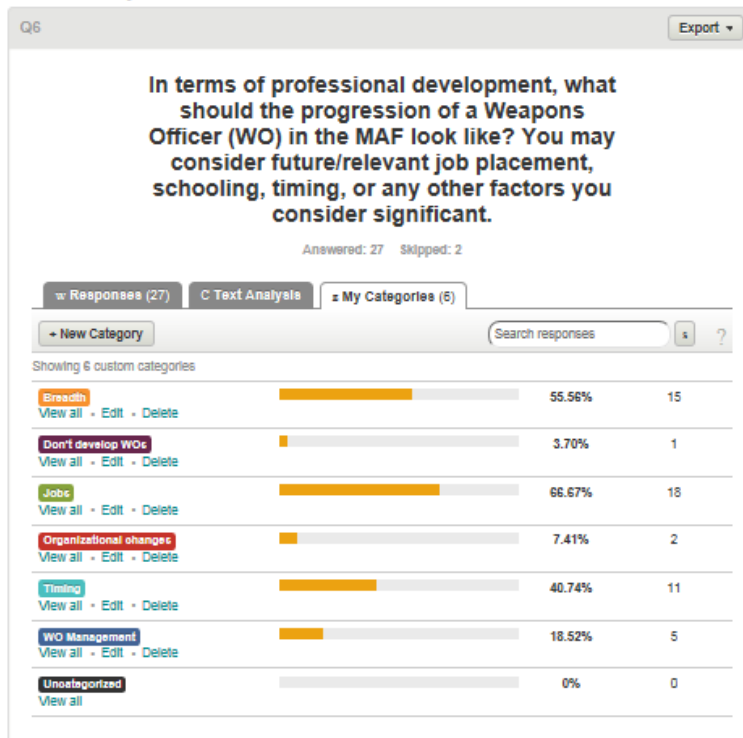 Q6
Export
In terms of professional development, what
should the progression of a Weapons
Officer (WO) in the MAF look like? You may
consider future/relevant job placement,
schooling, timing, or any other factors you
consider significant.
Answered: 27 Skipped: 2
w Responses (27) C Text Analysis z My Categories (6)
+ New Category Search responses s ?
Showing 6 custom categories
Breadth 55.56% 15
View all • Edit • Delete
Don't develop WOs 3.70% 1
View all • Edit • Delete
Jobs 66.67% 18
View all • Edit • Delete
Organizational changes 7.41% 2
View all • Edit • Delete
Timing 40.74% 11
View all • Edit • Delete
WO Management 18.52% 5
View all • Edit • Delete
Uncategorized 0% 0
View all